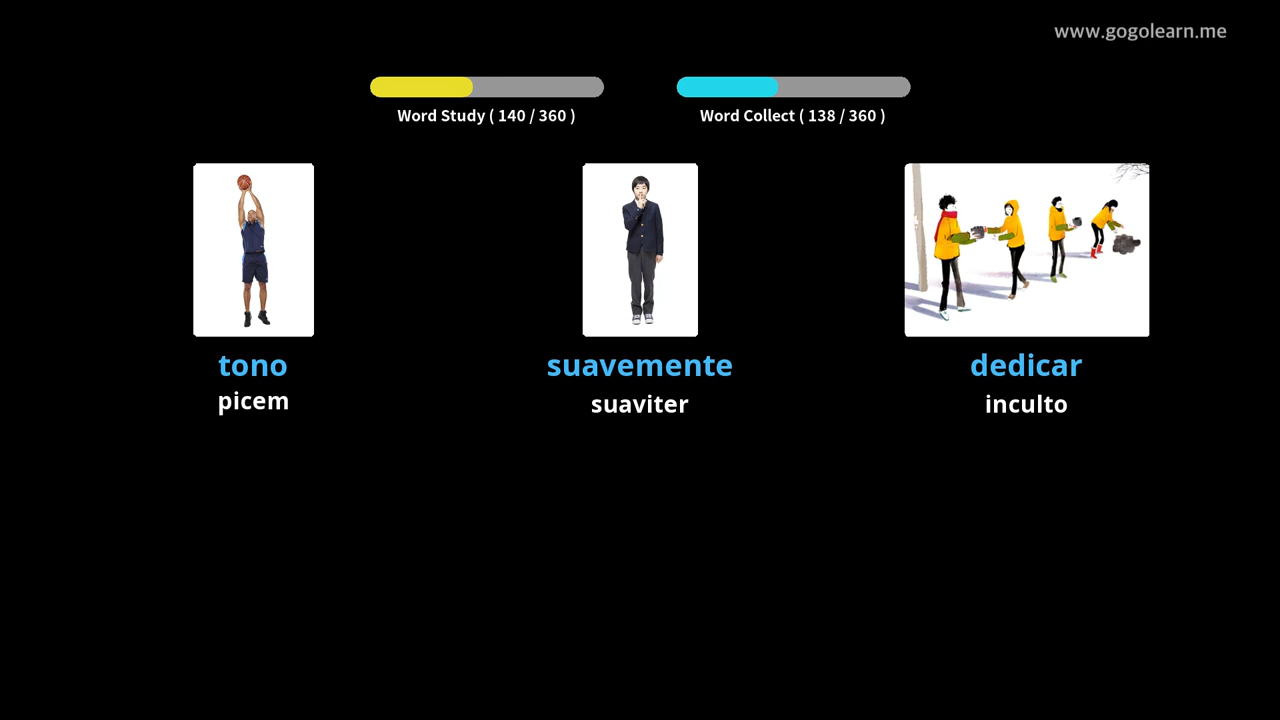 www.gogolearn.me
Word Study ( 140 / 360 )
Word Collect ( 138 / 360 )
tono
picem
suavemente
suaviter
dedicar
inculto